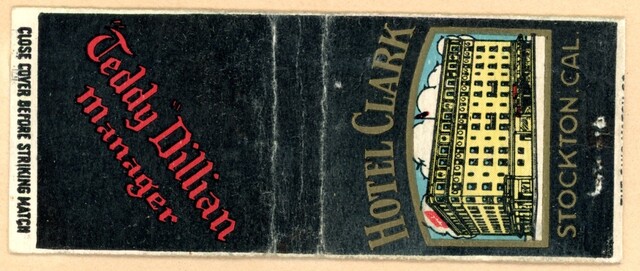 "Teddy" Dillian
manager
CLOSE COVER BEFORE STRIKING MATCH
HOTEL CLARK
STOCKTON. CAL.